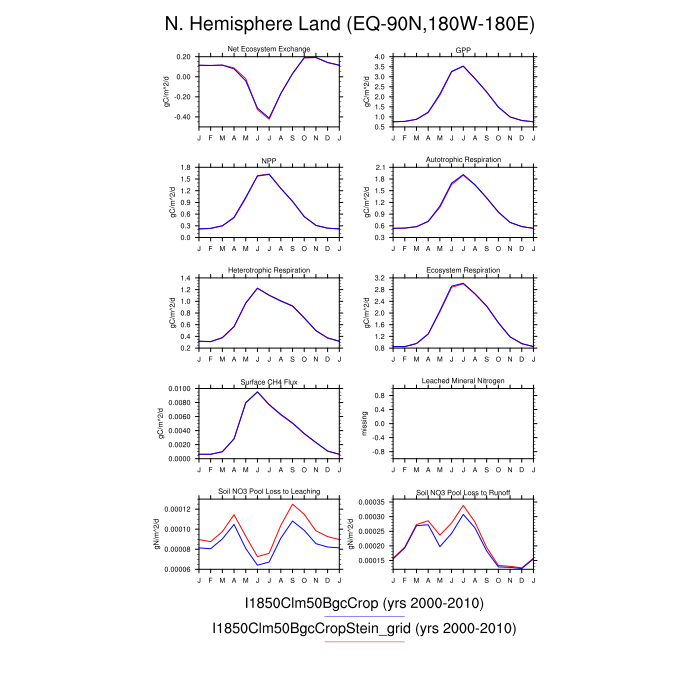 N. Hemisphere Land (EQ-90N,180W-180E)
Net Ecosystem Exchange
gC/m^2/d
0.20
0.00
-0.20
-0.40
J F M A M J J A S O N D J
GPP
gC/m^2/d
4.0
3.5
3.0
2.5
2.0
1.5
1.0
0.5
J F M A M J J A S O N D J
NPP
gC/m^2/d
1.8
1.5
1.2
0.9
0.6
0.3
0.0
J F M A M J J A S O N D J
Autotrophic Respiration
gC/m^2/d
2.1
1.8
1.5
1.2
0.9
0.6
0.3
J F M A M J J A S O N D J
Heterotrophic Respiration
gC/m^2/d
1.4
1.2
1.0
0.8
0.6
0.4
0.2
J F M A M J J A S O N D J
Ecosystem Respiration
gC/m^2/d
3.2
2.8
2.4
2.0
1.6
1.2
0.8
J F M A M J J A S O N D J
Surface CH4 Flux
gC/m^2/d
0.0100
0.0080
0.0060
0.0040
0.0020
0.0000
J F M A M J J A S O N D J
Leached Mineral Nitrogen
missing
0.8
0.4
0.0
-0.4
-0.8
J F M A M J J A S O N D J
Soil NO3 Pool Loss to Leaching
gN/m^2/d
0.00012
0.00010
0.00008
0.00006
J F M A M J J A S O N D J
Soil NO3 Pool Loss to Runoff
gN/m^2/d
0.00035
0.00030
0.00025
0.00020
0.00015
J F M A M J J A S O N D J
I1850Clm50BgcCrop (yrs 2000-2010)
I1850Clm50BgcCropStein_grid (yrs 2000-2010)